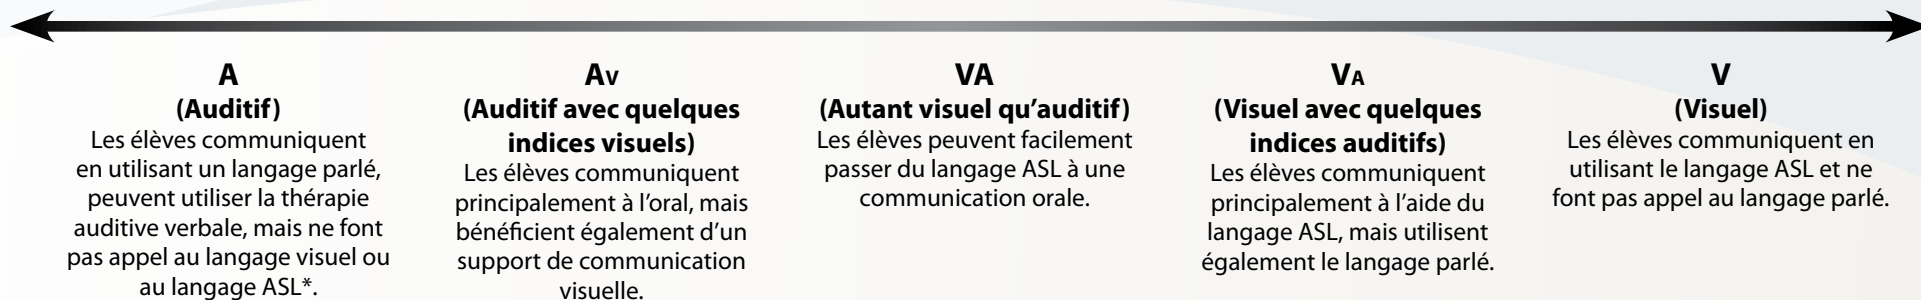 A
(Auditif)
Les élèves communiquent
en utilisant un langage parlé,
peuvent utiliser la thérapie
auditive verbale, mais ne font
pas appel au langage visuel ou
au langage ASL*.
AV
(Auditif avec quelques
indices visuels)
Les élèves communiquent
principalement à l’oral, mais
bénéficient également d’un
support de communication
visuelle.
VA
(Autant visuel qu’auditif)
Les élèves peuvent facilement
passer du langage ASL à une
communication orale.
VA
(Visuel avec quelques
indices auditifs)
Les élèves communiquent
principalement à l’aide du
langage ASL, mais utilisent
également le langage parlé.
V
(Visuel)
Les élèves communiquent en
utilisant le langage ASL et ne
font pas appel au langage parlé.